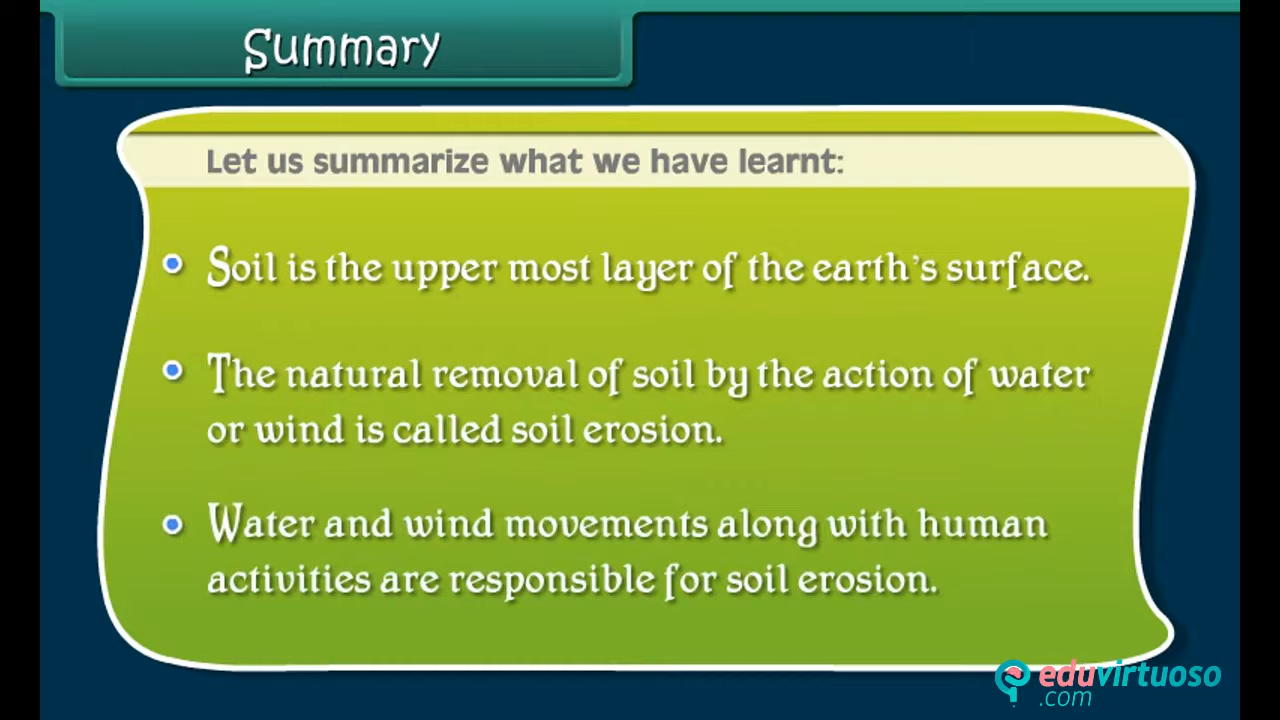 Summary
Let us summarize what we have learnt:
Soil is the upper most layer of the earth's surface.
The natural removal of soil by the action of water
or wind is called soil erosion.
Water and wind movements along with human
activities are responsible for soil erosion.
eduvirtuoso
.com